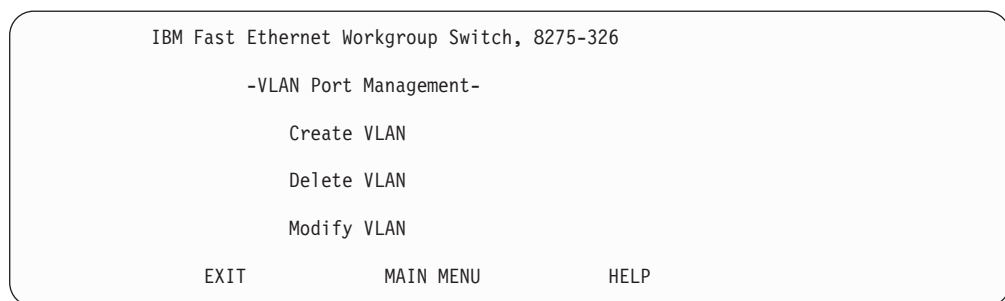 IBM Fast Ethernet Workgroup Switch, 8275-326
-VLAN Port Management-
Create VLAN
Delete VLAN
Modify VLAN
EXIT MAIN MENU HELP